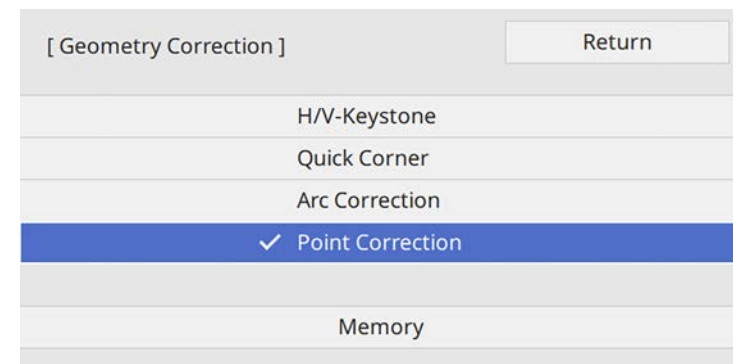 [ Geometry Correction ]
Return
H/V-Keystone
Quick Corner
Arc Correction
Point Correction
Memory